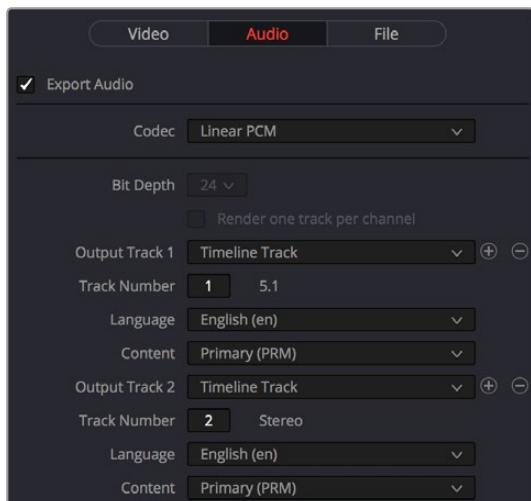 Video Audio File
Export Audio
Codec Linear PCM
Bit Depth 24
Render one track per channel
Output Track 1 Timeline Track
Track Number 1 5.1
Language English (en)
Content Primary (PRM)
Output Track 2 Timeline Track
Track Number 2 Stereo
Language English (en)
Content Primary (PRM)